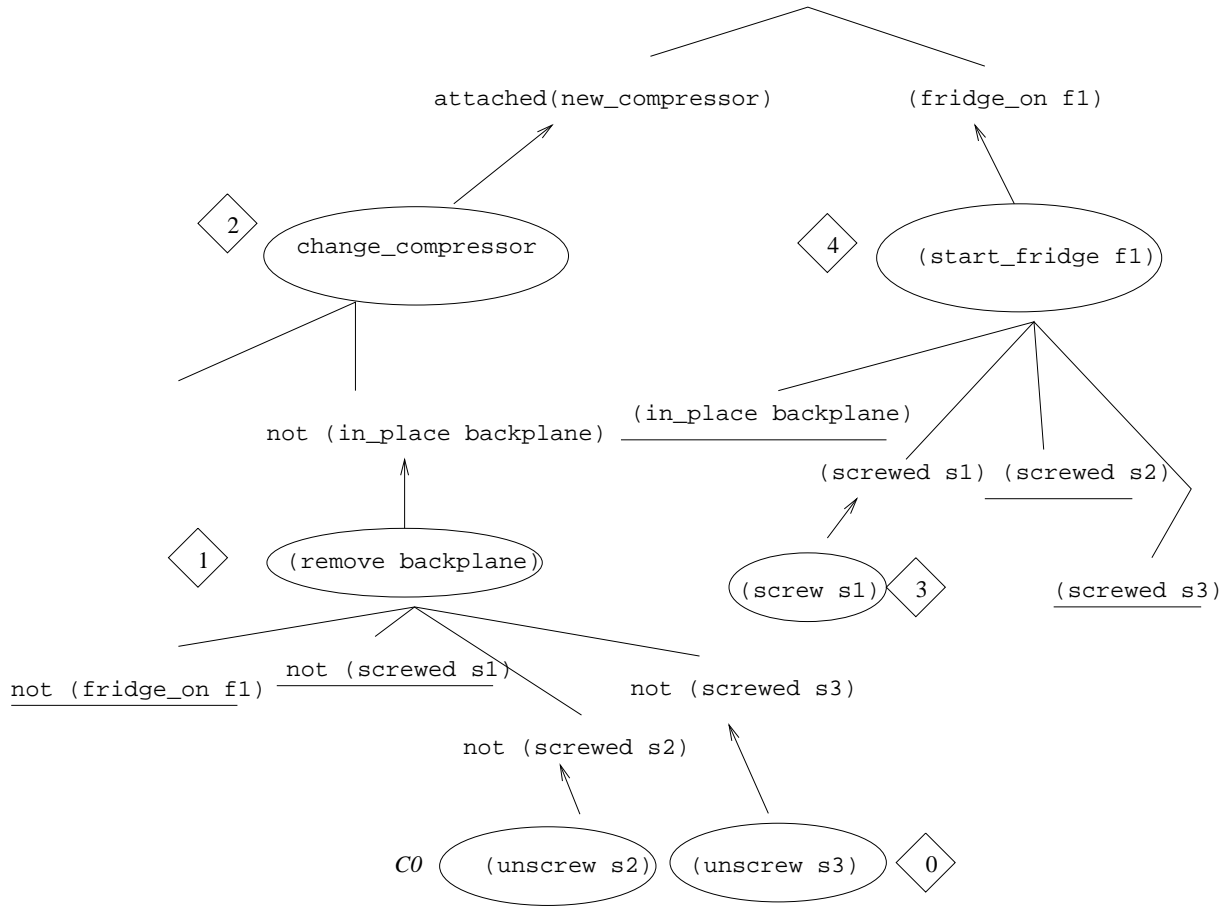 attached(new_compressor) (fridge_on f1)
2 change_compressor 4 (start_fridge f1)
not (in_place backplane) (in_place backplane)
(screwed s1) (screwed s2)
1 (remove backplane) (screw s1) 3 (screwed s3)
not (fridge_on f1) not (screwed s1) not (screwed s3)
not (screwed s2)
C0 (unscrew s2) (unscrew s3) 0